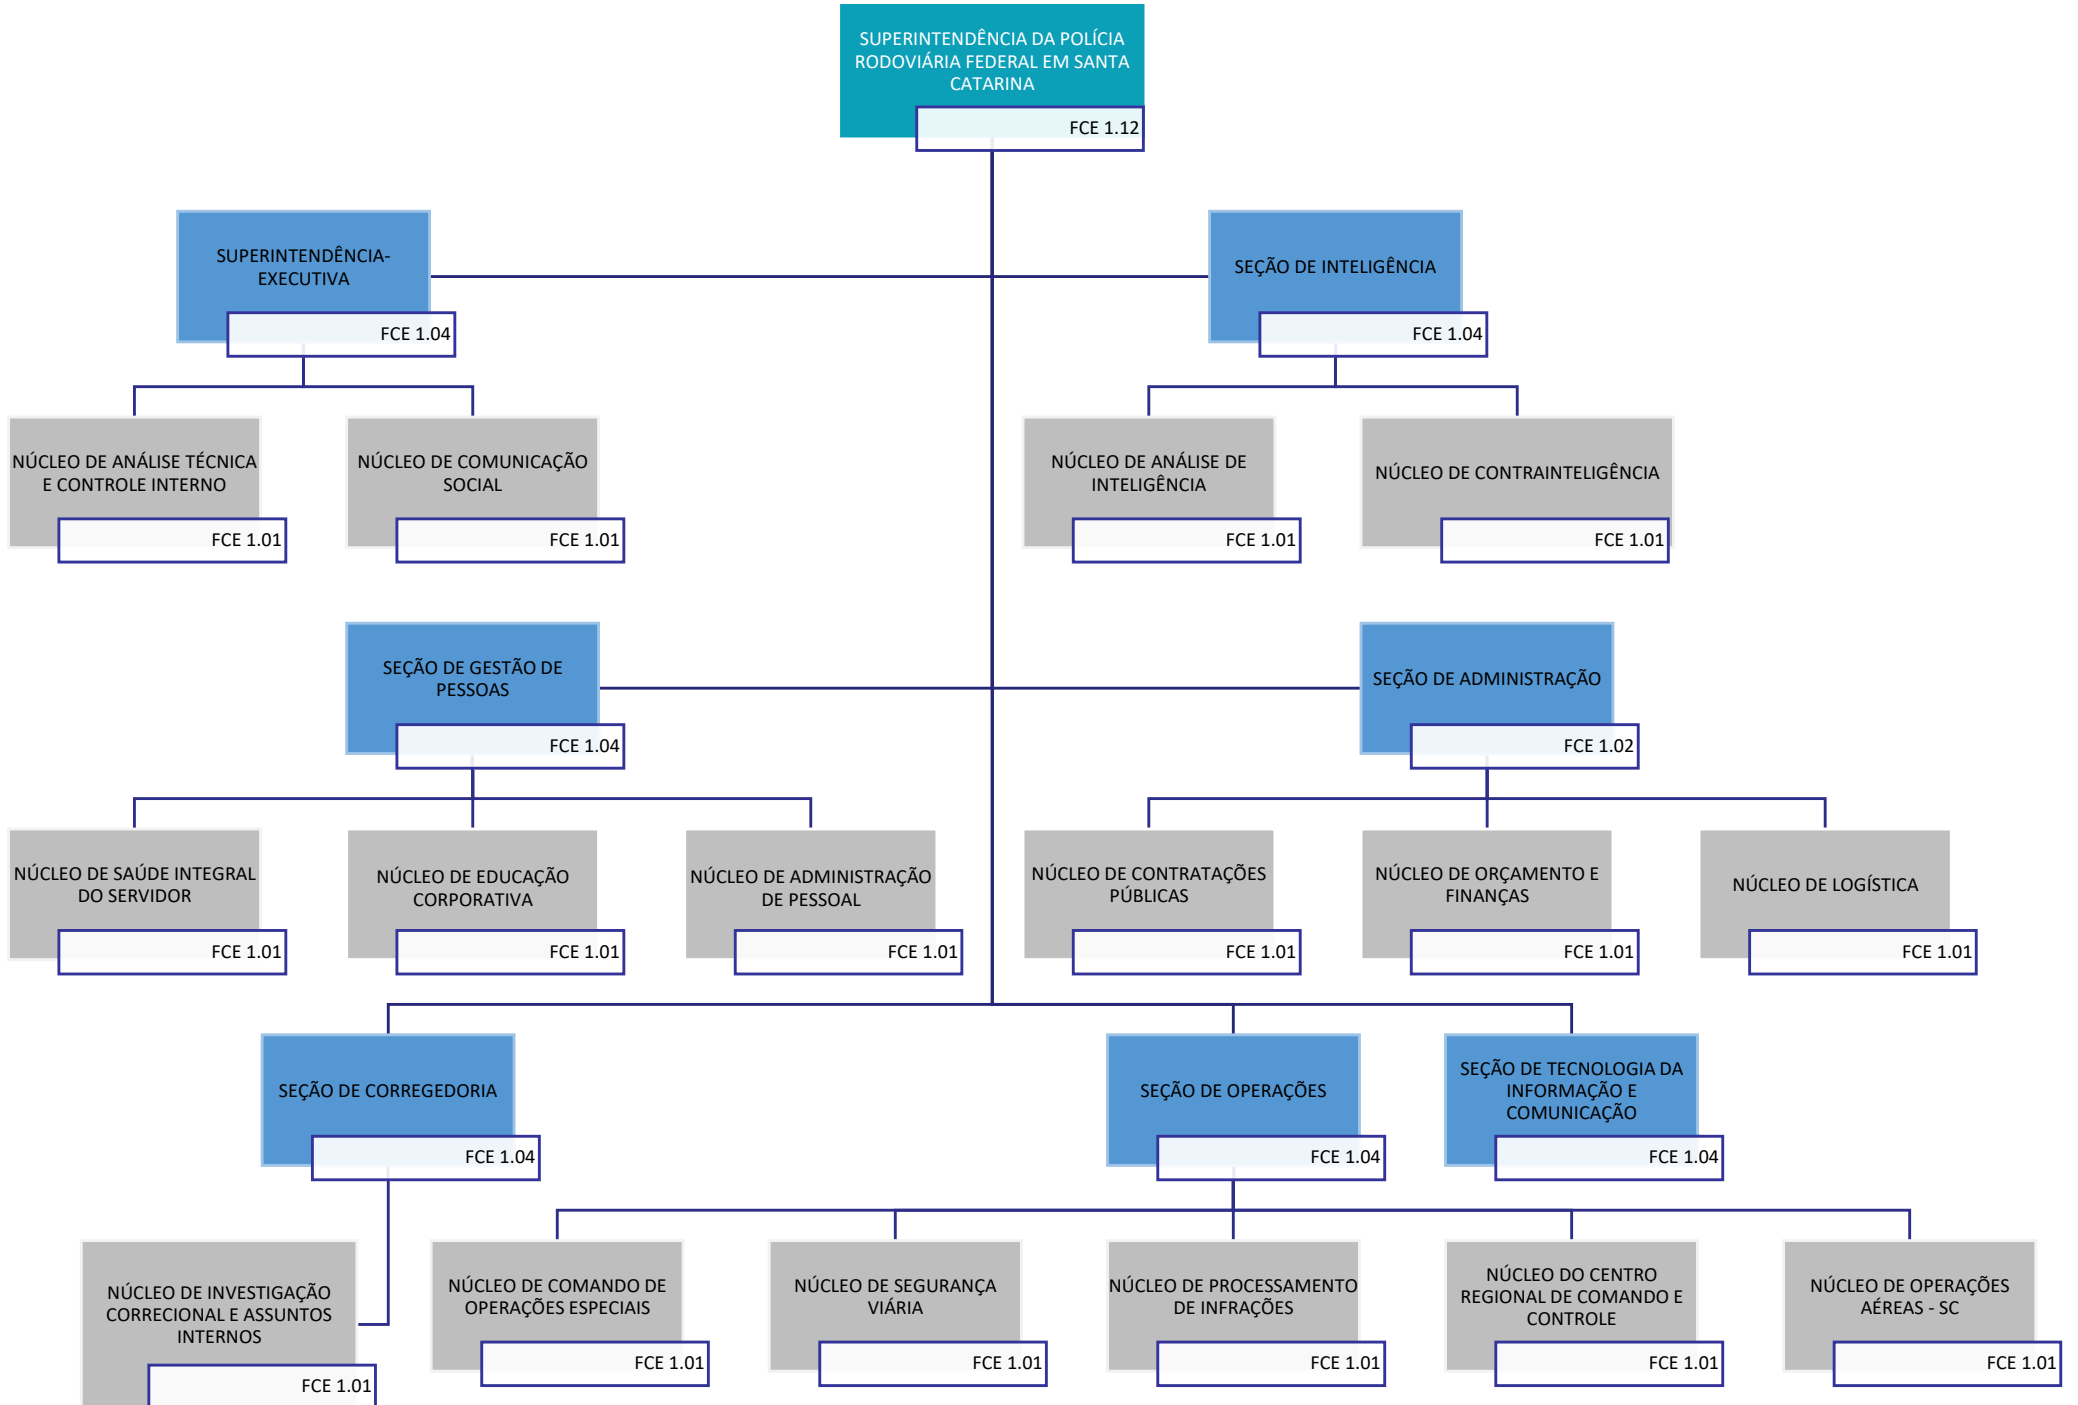 SUPERINTENDÊNCIA DA POLÍCIA
RODOVIÁRIA FEDERAL EM SANTA
CATARINA
FCE 1.12
SUPERINTENDÊNCIA-
EXECUTIVA
FCE 1.04
SEÇÃO DE INTELIGÊNCIA
FCE 1.04
NÚCLEO DE ANÁLISE TÉCNICA
E CONTROLE INTERNO
FCE 1.01
NÚCLEO DE COMUNICAÇÃO
SOCIAL
FCE 1.01
NÚCLEO DE ANÁLISE DE
INTELIGÊNCIA
FCE 1.01
NÚCLEO DE CONTRAINTELIGÊNCIA
FCE 1.01
SEÇÃO DE GESTÃO DE
PESSOAS
FCE 1.04
SEÇÃO DE ADMINISTRAÇÃO
FCE 1.02
NÚCLEO DE SAÚDE INTEGRAL
DO SERVIDOR
FCE 1.01
NÚCLEO DE EDUCAÇÃO
CORPORATIVA
FCE 1.01
NÚCLEO DE ADMINISTRAÇÃO
DE PESSOAL
FCE 1.01
NÚCLEO DE CONTRATAÇÕES
PÚBLICAS
FCE 1.01
NÚCLEO DE ORÇAMENTO E
FINANÇAS
FCE 1.01
NÚCLEO DE LOGÍSTICA
FCE 1.01
SEÇÃO DE CORREGEDORIA
FCE 1.04
SEÇÃO DE OPERAÇÕES
FCE 1.04
SEÇÃO DE TECNOLOGIA DA
INFORMAÇÃO E
COMUNICAÇÃO
FCE 1.04
NÚCLEO DE INVESTIGAÇÃO
CORRECIONAL E ASSUNTOS
INTERNOS
FCE 1.01
NÚCLEO DE COMANDO DE
OPERAÇÕES ESPECIAIS
FCE 1.01
NÚCLEO DE SEGURANÇA
VIÁRIA
FCE 1.01
NÚCLEO DE PROCESSAMENTO
DE INFRAÇÕES
FCE 1.01
NÚCLEO DO CENTRO
REGIONAL DE COMANDO E
CONTROLE
FCE 1.01
NÚCLEO DE OPERAÇÕES
AÉREAS - SC
FCE 1.01